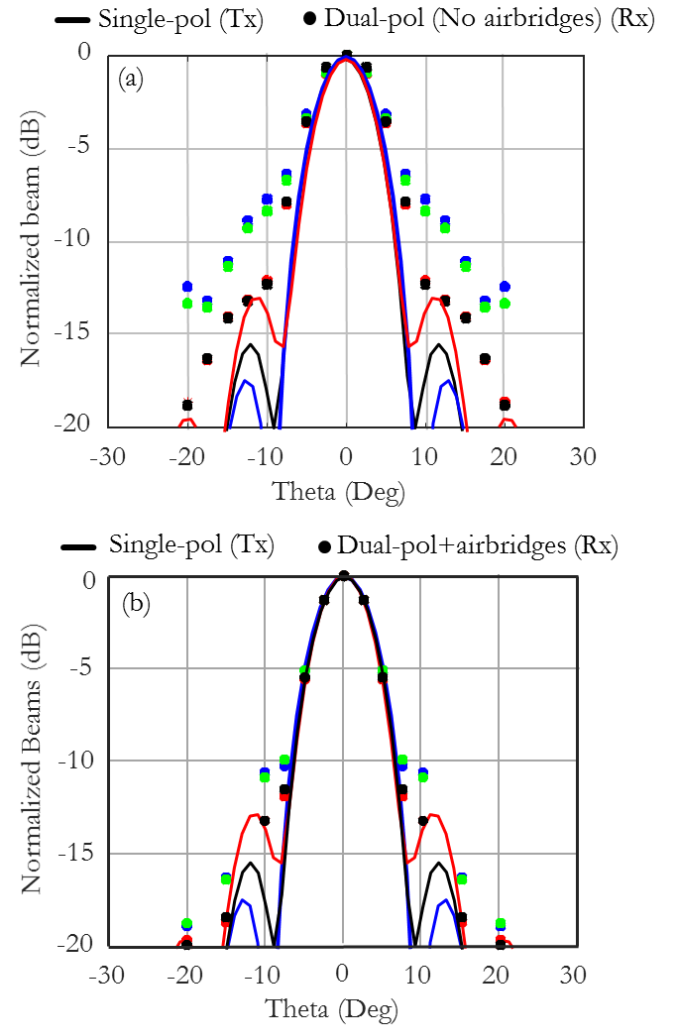 Single-pol (Tx) Dual-pol (No airbridges) (Rx)
0
(a)
-5
-10
-15
-20
Normalized beam (dB)
-30 -20 -10 0 10 20 30
Theta (Deg)
Single-pol (Tx) Dual-pol+airbridges (Rx)
0
(b)
-5
-10
-15
-20
Normalized Beams (dB)
-30 -20 -10 0 10 20 30
Theta (Deg)